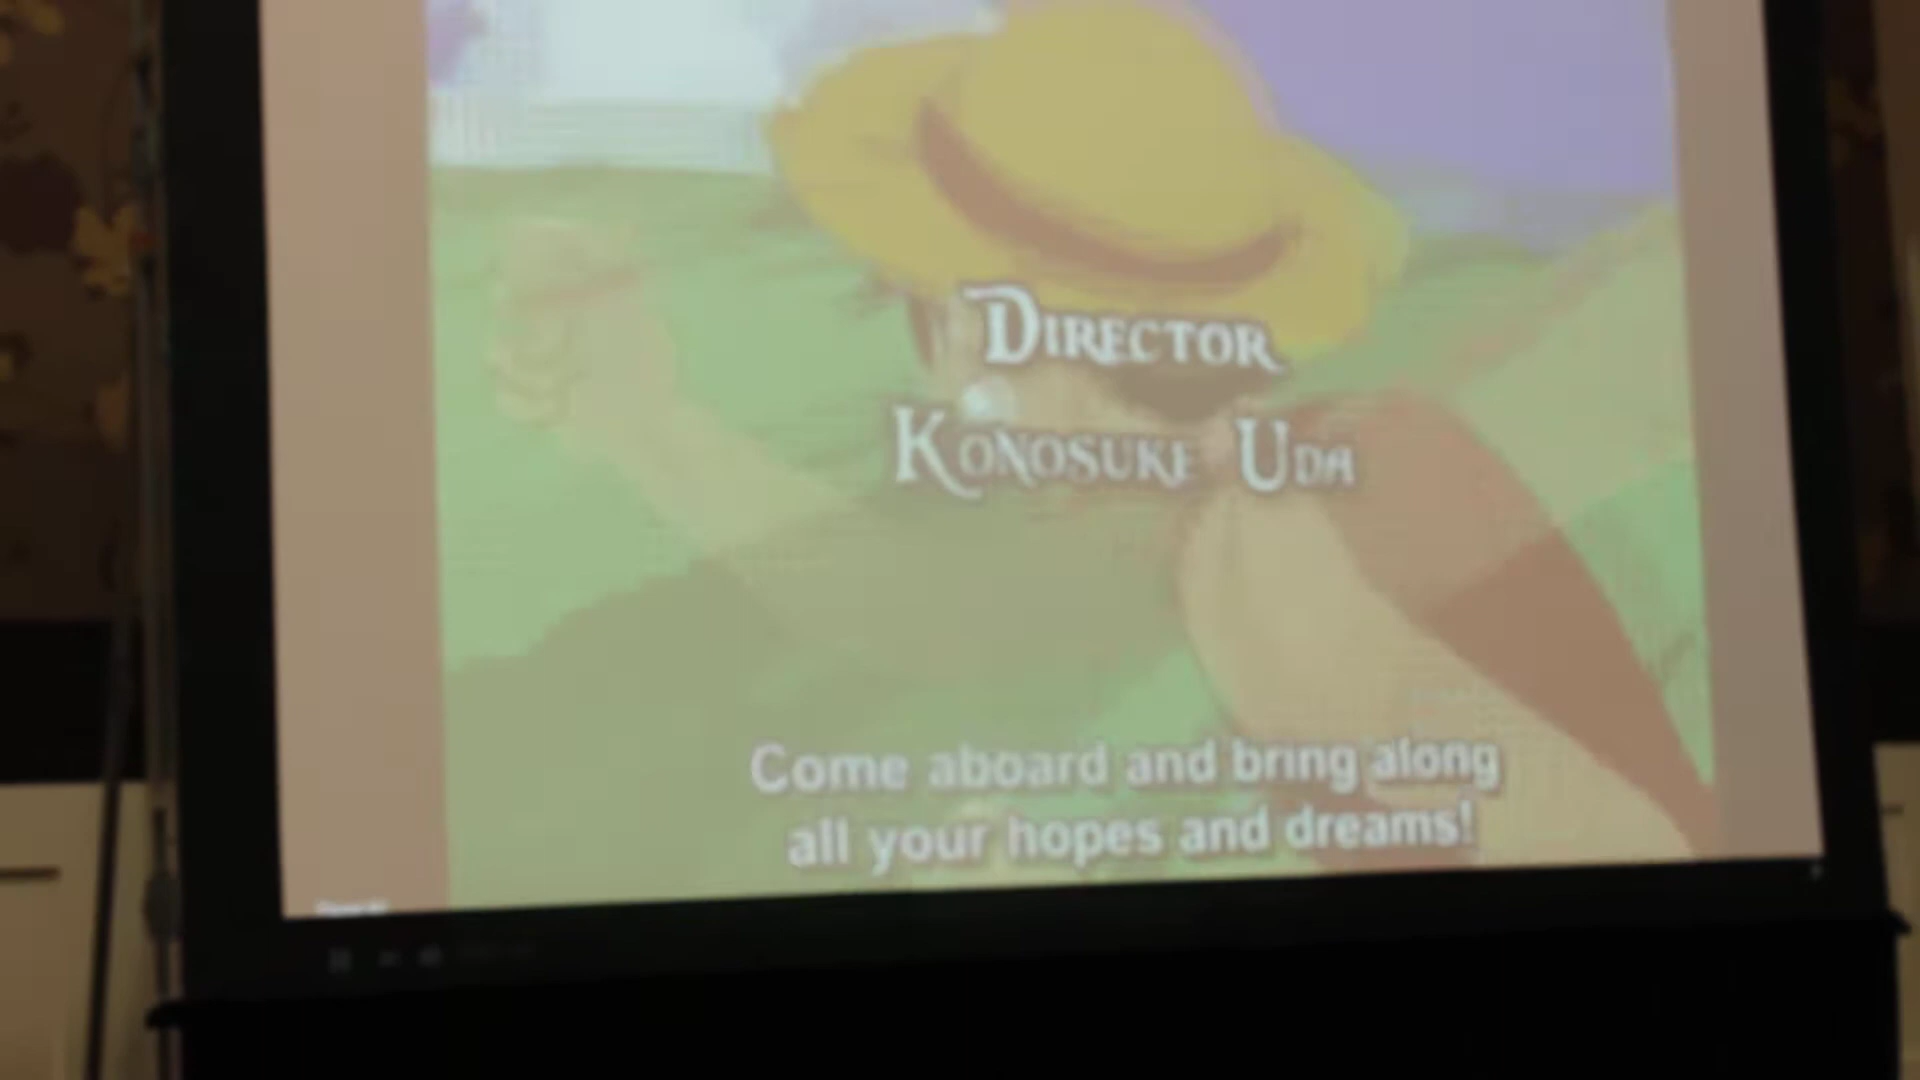 DIRECTOR
KONOSUKE UDA
Come aboard and bring along
all your hopes and dreams!